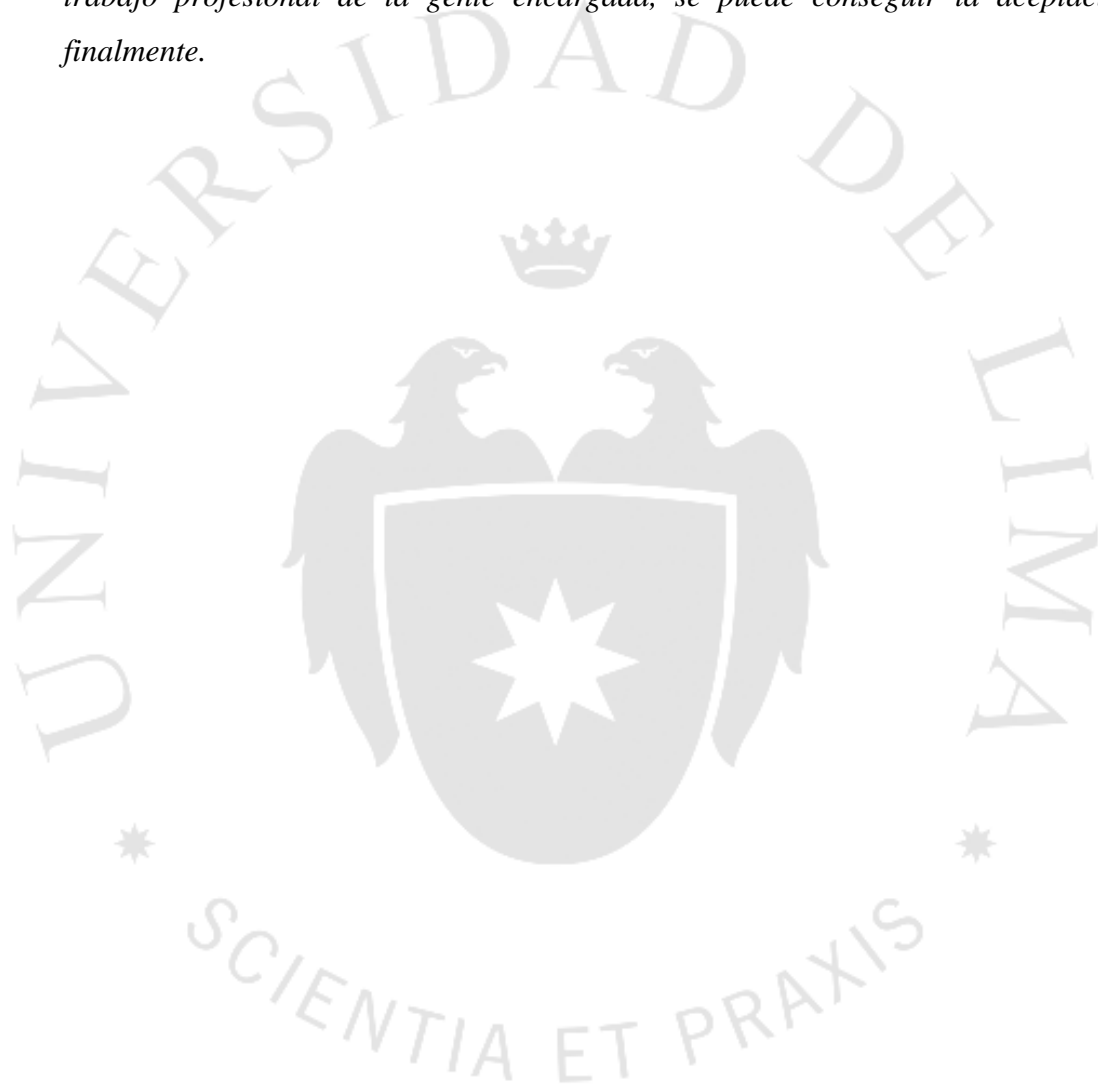 trabajo profesional de la gente encargada, se puede conseguir la
finalmente.
UNIVERSIDAD DE LIMA
SCIENTIA ET PRAXIS